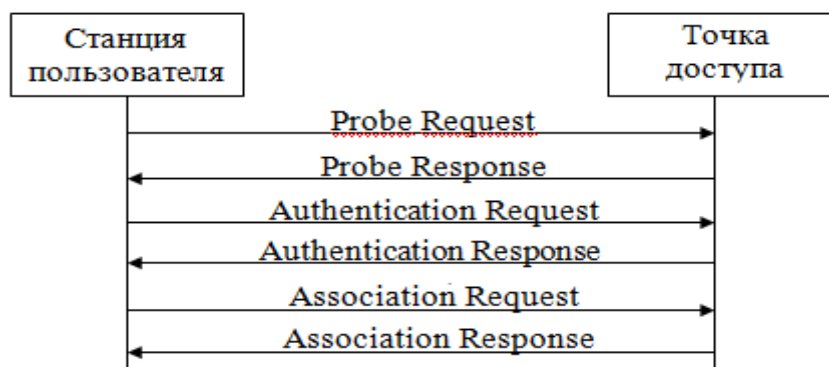 Станция
пользователя
Точка
доступа
Probe Request
Probe Response
Authentication Request
Authentication Response
Association Request
Association Response